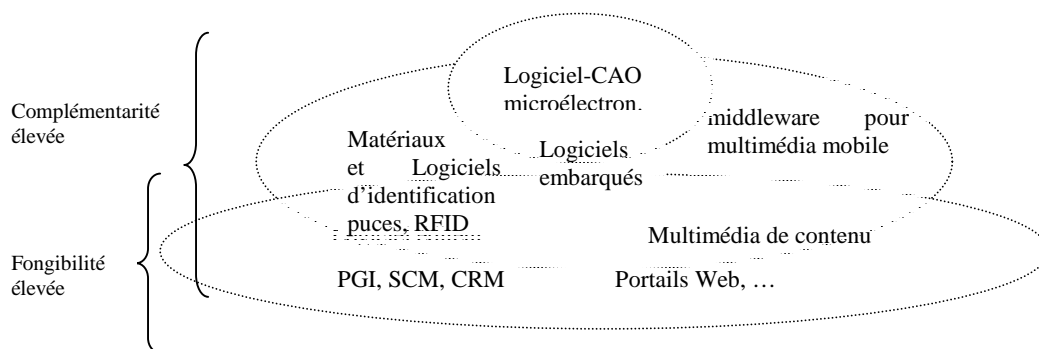 Complémentarité
élevée
Fongibilité
élevée
Logiciel-CAO
microélectron.
Matériaux
et Logiciels
d’identification
puces, RFID
Logiciels
embarqués
middleware pour
multimédia mobile
Multimédia de contenu
PGI, SCM, CRM
Portails Web, …